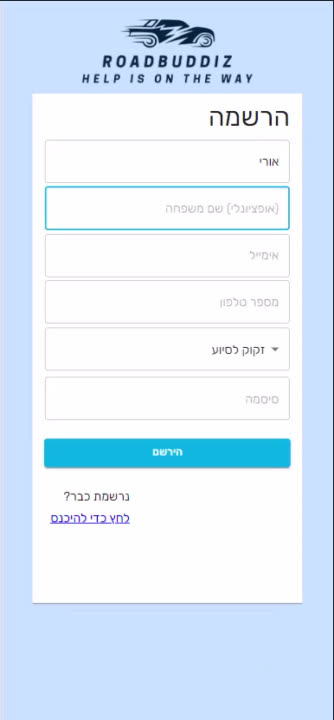 ROADBUDDIZ
HELP IS ON THE WAY
הרשמה
אורי
(אופציונלי) שם משפחה
אימייל
מספר טלפון
זקוק לסיוע
סיסמה
הירשם
נרשמת כבר?
לחץ כדי להיכנס